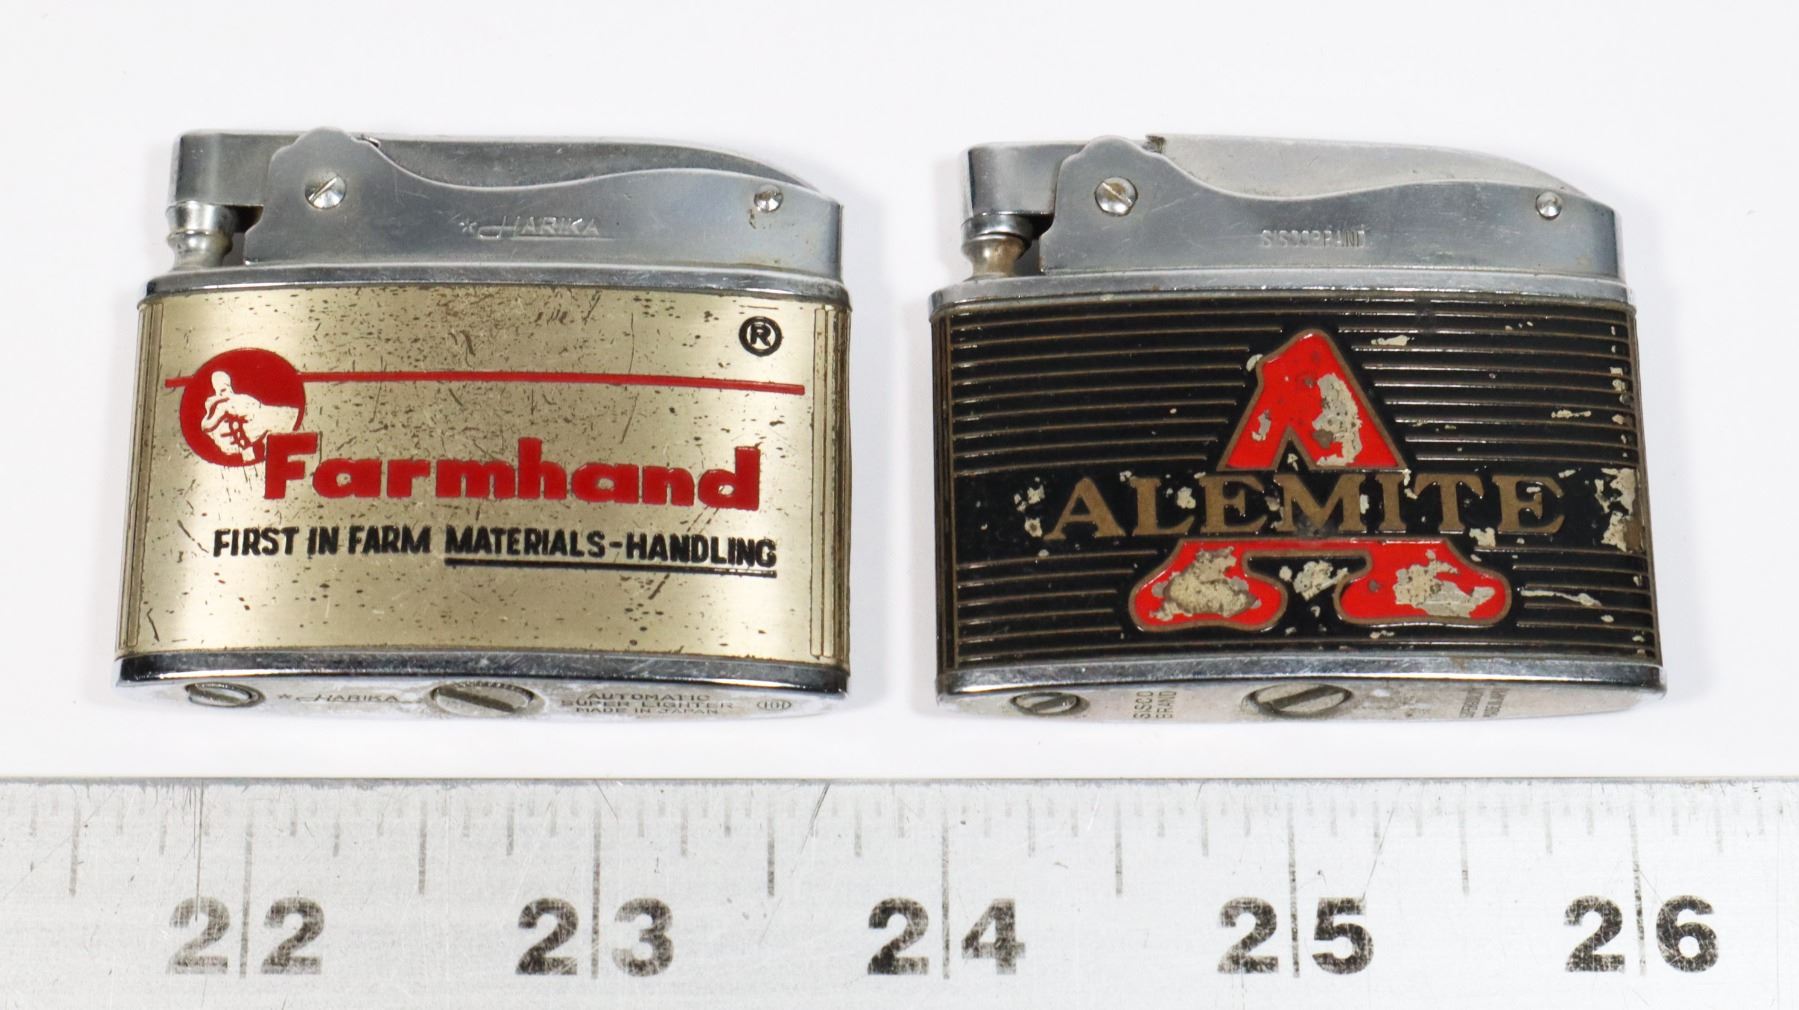 HARIKA
®
Farmhand
FIRST IN FARM MATERIALS-HANDLING
HARIKA
AUTOMATIC
SUPER LIGHTER
MADE IN JAPAN
ALEMITE
S.S.C.O
BRAND
22 23 24 25 26